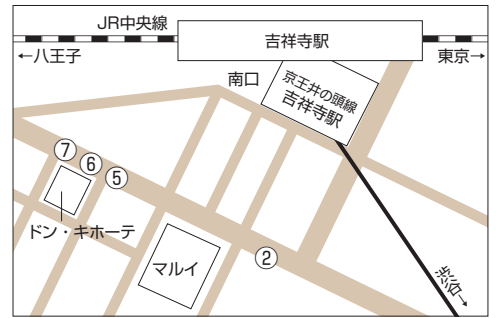 JR中央線
吉祥寺駅
←八王子
東京→
南口
京王井の頭線
吉祥寺駅
⑦
⑥
⑤
ドン・キホーテ
マルイ
②
渋谷→